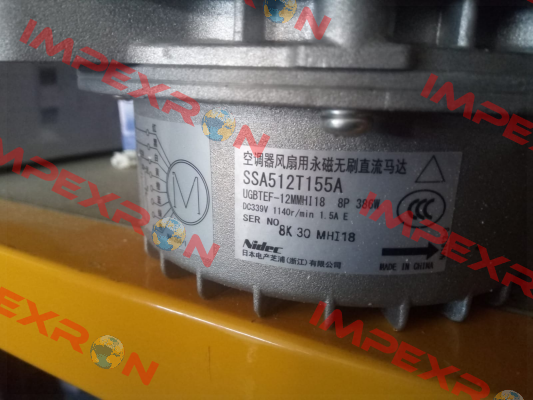 空调器风扇用永磁无刷直流马达
SSA512T155A
UGBTEF-12MMHI18 8P 386W
DC339V 1140r/min 1.5A E
SER NO
8K 30 MHI18
Nidec
日本电产芝浦(浙江)有限公司
M
CCC
MADE IN CHINA
IMPEXRON
IMPEXRON
IMPEXRON
IMPEXRON
IMPEXRON